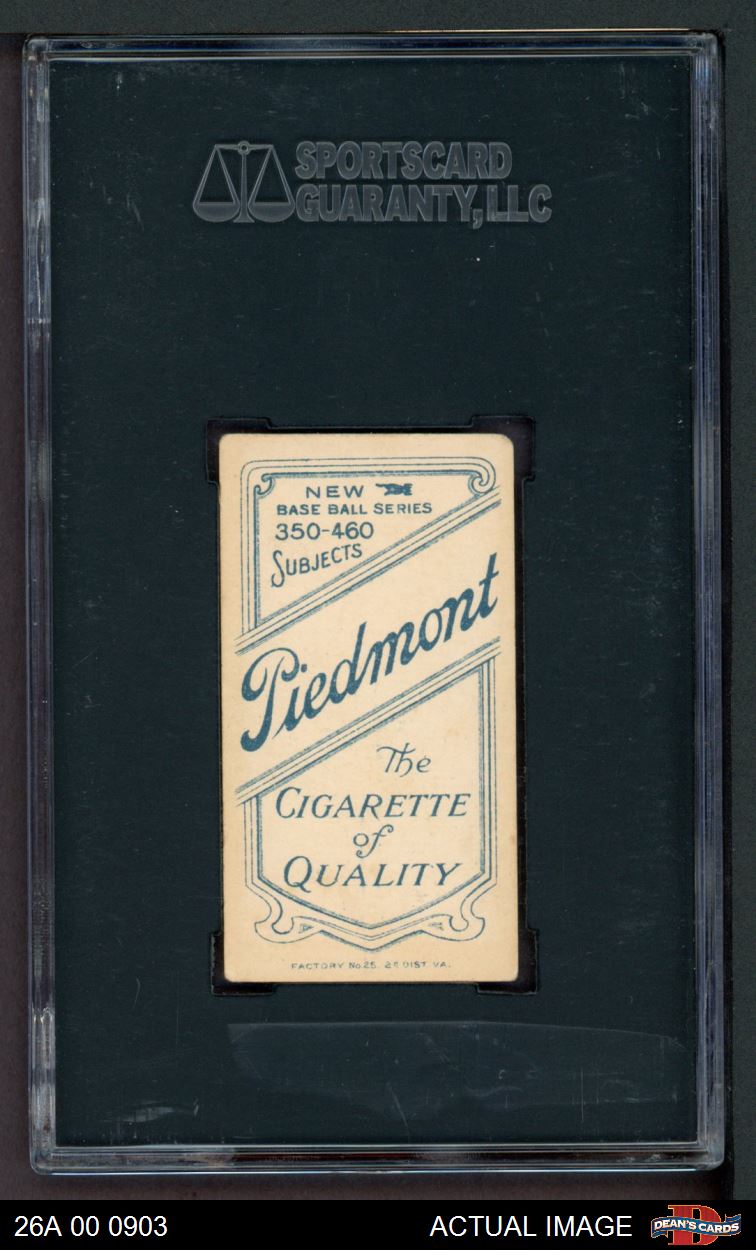 SPORTSCARD
GUARANTY, LLC
NEW
BASE BALL SERIES
350-460
SUBJECTS
Piedmont
The
CIGARETTE
of
QUALITY
FACTORY No 25. 2D DIST. VA.
26A 00 0903
ACTUAL IMAGE
D
DEAN'S CARDS